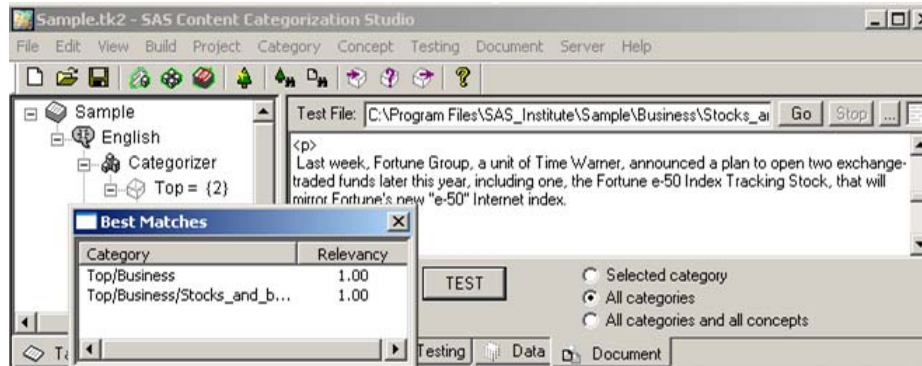 Sample.tk2 - SAS Content Categorization Studio
File Edit View Build Project Category Concept Testing Document Server Help
Sample
English
Categorizer
Top = {2}
Test File: C:\Program Files\SAS_Institute\Sample\Business\Stocks_ Go Stop ...
<p>
Last week, Fortune Group, a unit of Time Warner, announced a plan to open two exchange-
traded funds later this year, including one, the Fortune e-50 Index Tracking Stock, that will
mirror Fortune's new "e-50" Internet index.
Best Matches
Category Relevancy
Top/Business 1.00
Top/Business/Stocks_and_b... 1.00
TEST
Selected category
All categories
All categories and all concepts
Testing Data Document